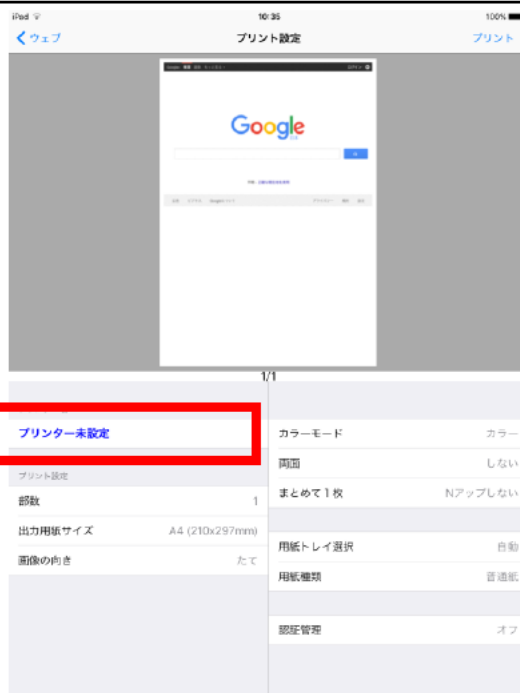 iPad
10:35
100%
ウェブ
プリント設定
プリント
Google
1/1
プリンター未設定
プリント設定
部数
1
出力用紙サイズ
A4 (210x297mm)
画像の向き
たて
カラーモード
カラー
両面
しない
まとめて1枚
Nアップしない
用紙トレイ選択
自動
用紙種類
普通紙
認証管理
オフ